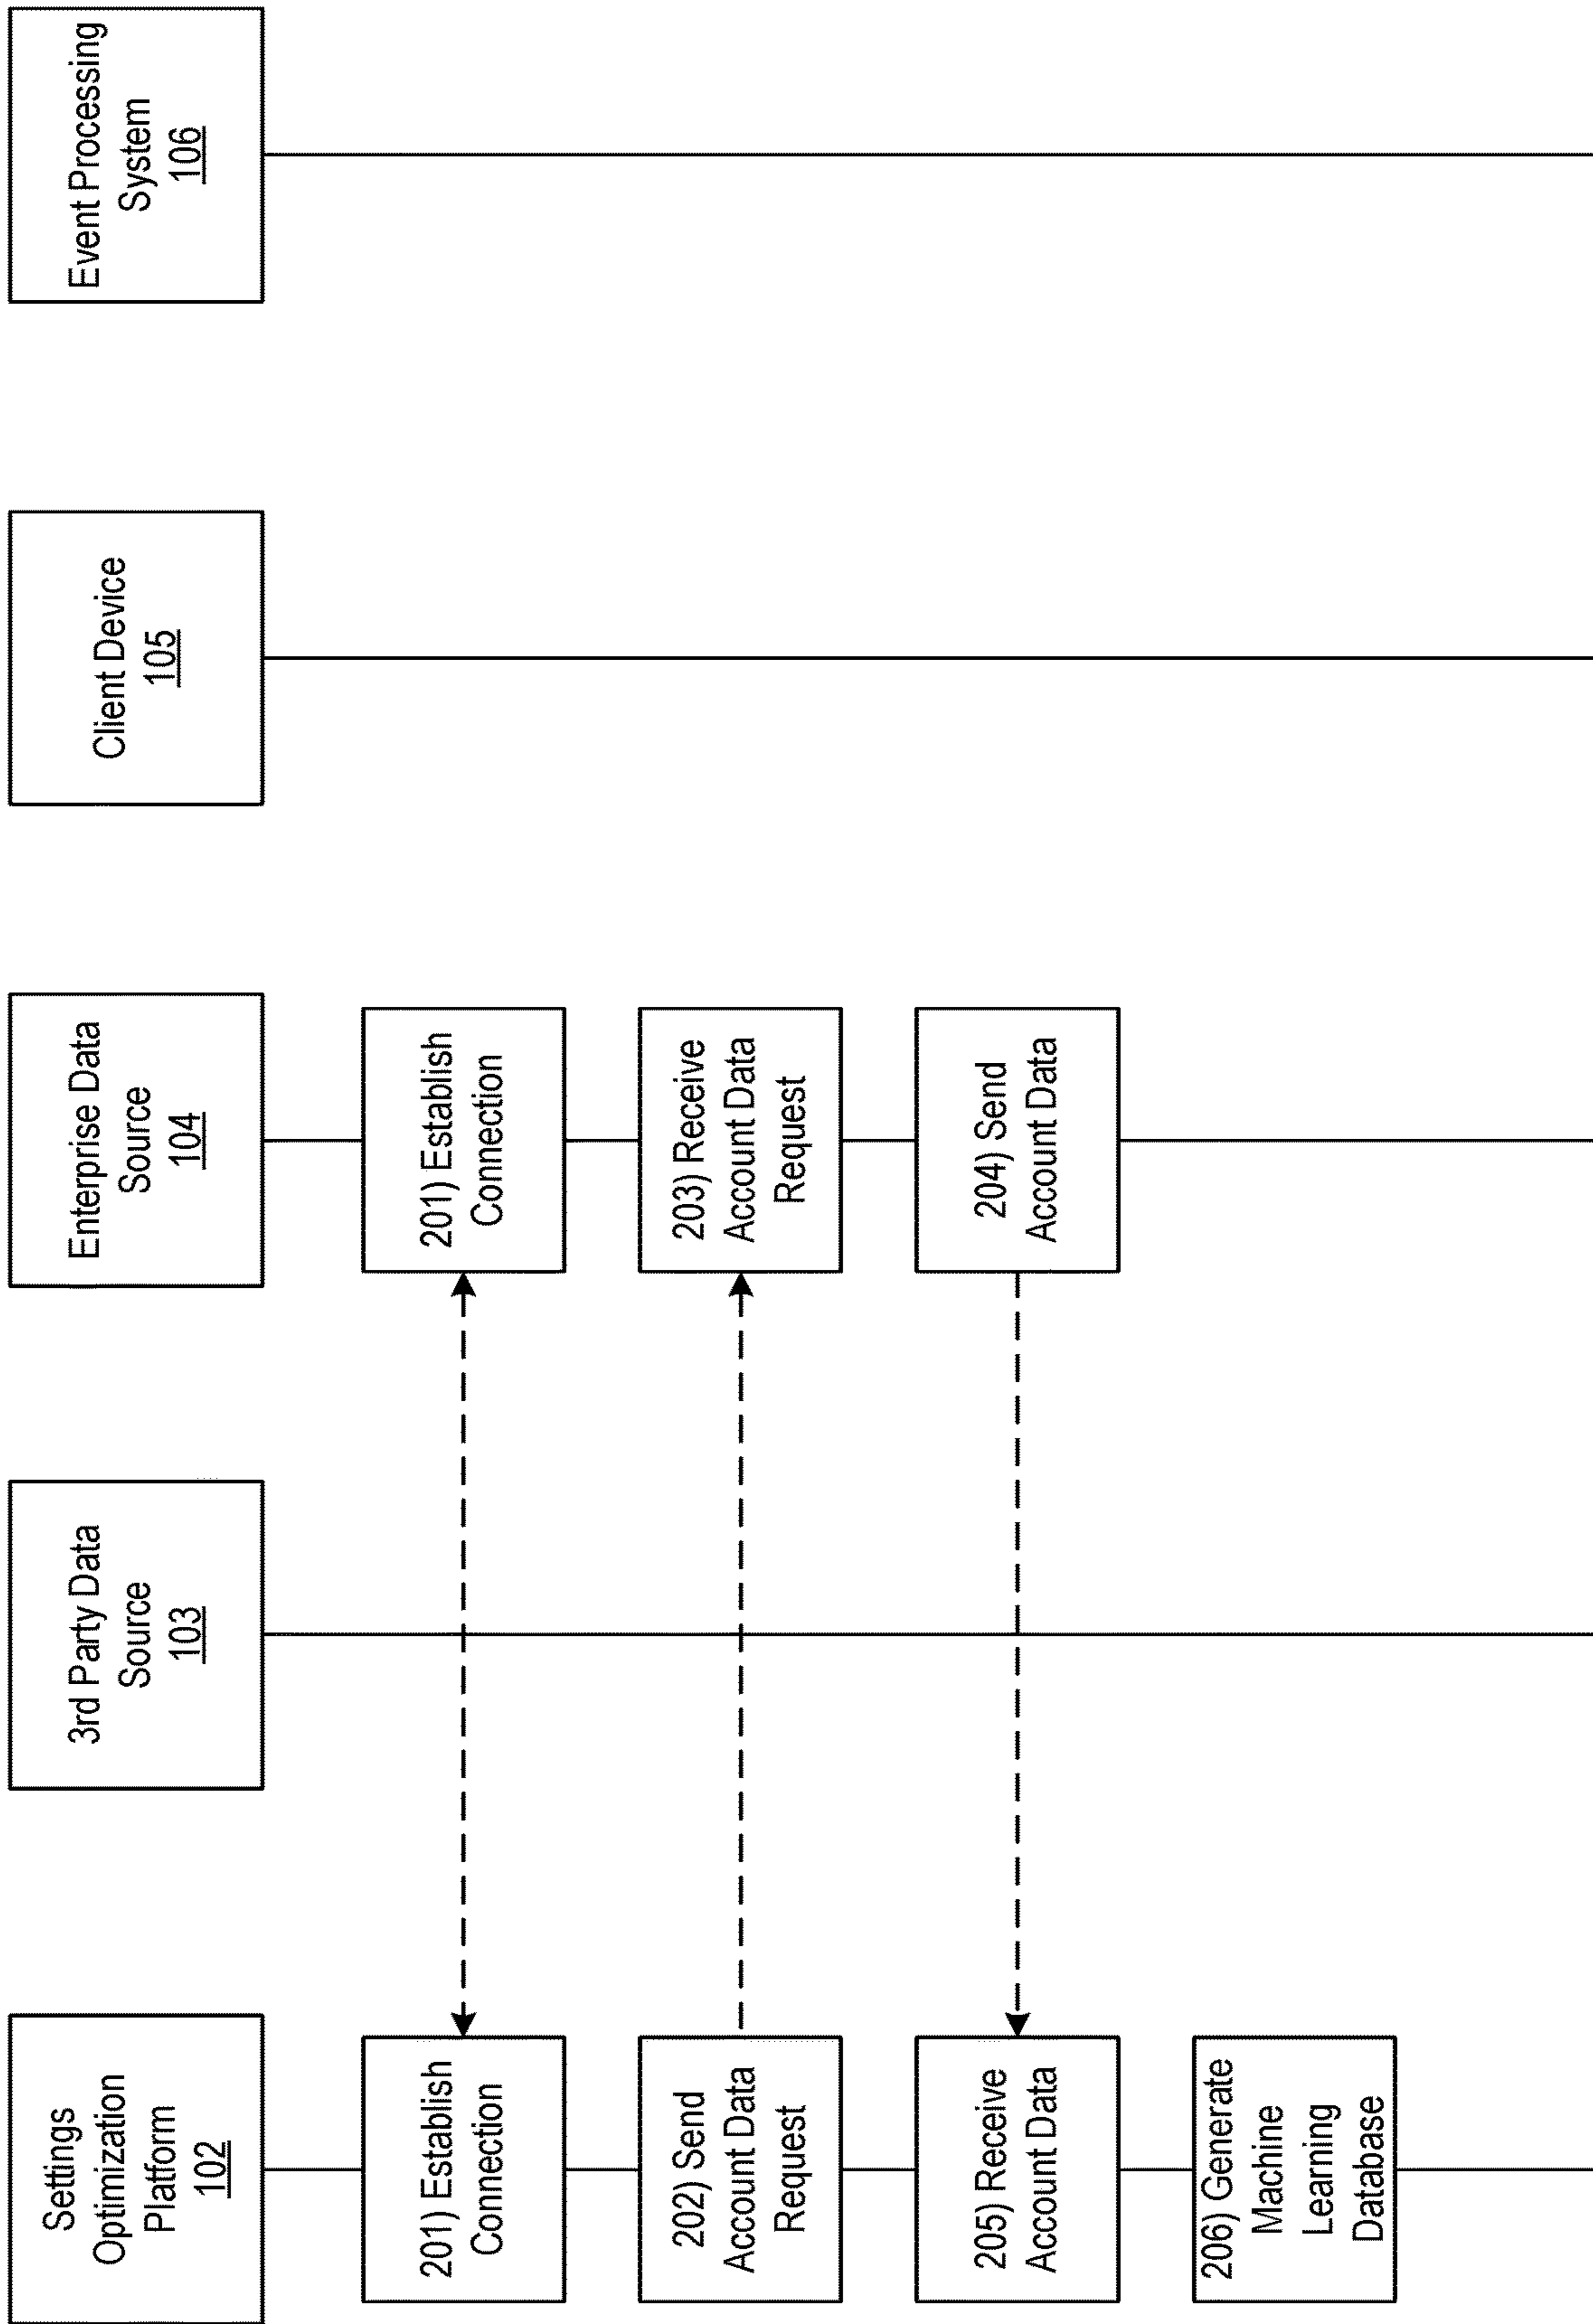 Settings
Optimization
Platform
102
3rd Party Data
Source
103
Enterprise Data
Source
104
Client Device
105
Event Processing
System
106
201) Establish
Connection
201) Establish
Connection
202) Send
Account Data
Request
203) Receive
Account Data
Request
205) Receive
Account Data
204) Send
Account Data
206) Generate
Machine
Learning
Database